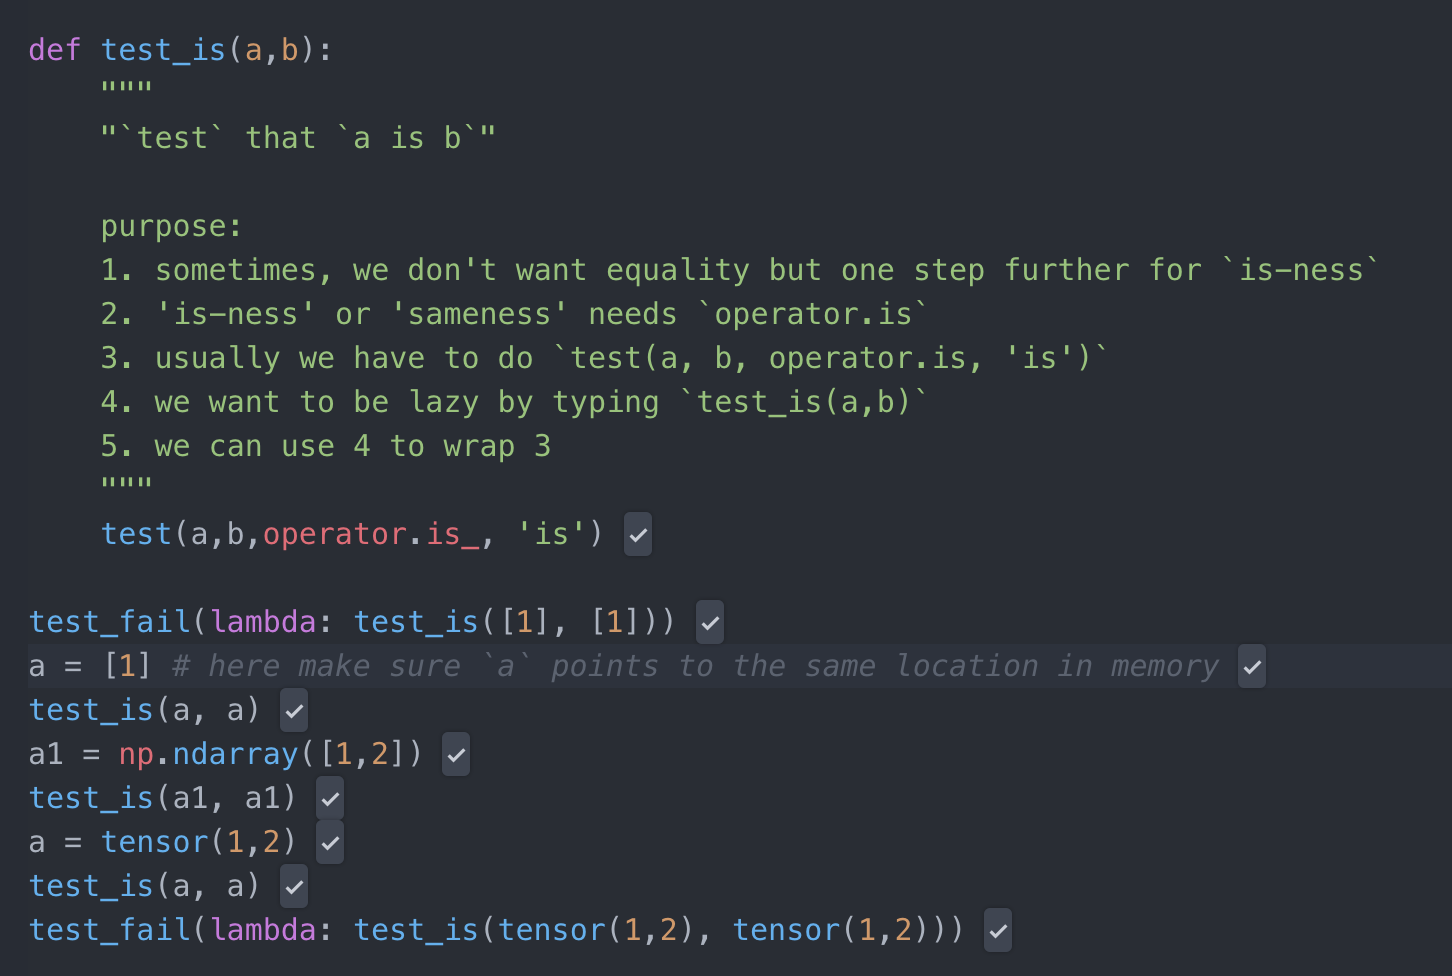 def test_is(a,b):
    """
    "`test` that `a is b`"

    purpose:
    1. sometimes, we don't want equality but one step further for `is-ness`
    2. 'is-ness' or 'sameness' needs `operator.is`
    3. usually we have to do `test(a, b, operator.is, 'is')`
    4. we want to be lazy by typing `test_is(a,b)`
    5. we can use 4 to wrap 3
    """
    test(a,b,operator.is_, 'is')

test_fail(lambda: test_is([1], [1]))
a = [1] # here make sure `a` points to the same location in memory
test_is(a, a)
a1 = np.ndarray([1,2])
test_is(a1, a1)
a = tensor(1,2)
test_is(a, a)
test_fail(lambda: test_is(tensor(1,2), tensor(1,2)))